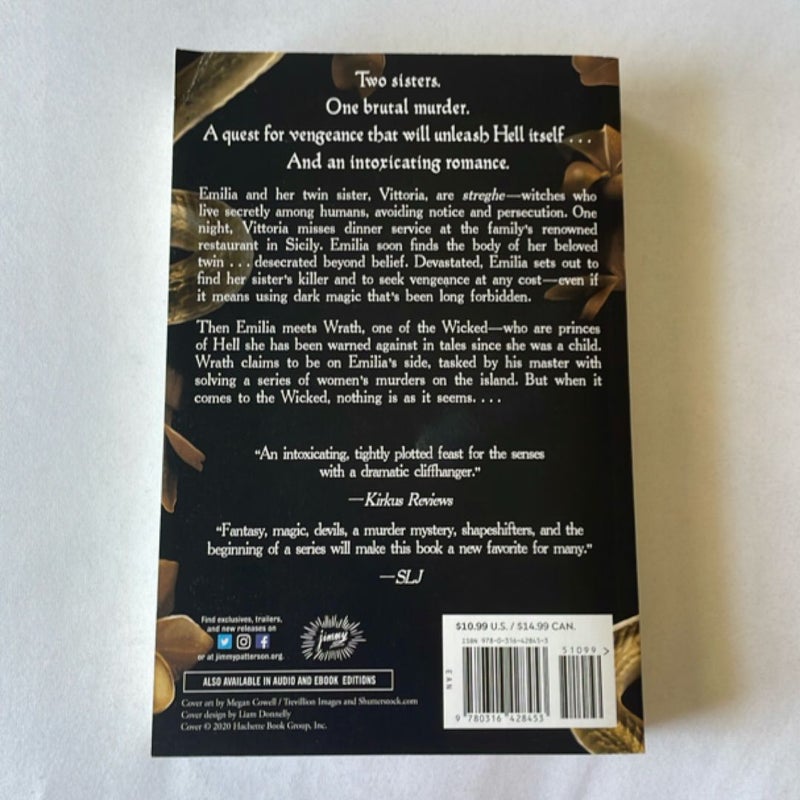 Two sisters.
One brutal murder.
A quest for vengeance that will unleash Hell itself . . .
And an intoxicating romance.
Emilia and her twin sister, Vittoria, are streghe—witches who
live secretly among humans, avoiding notice and persecution. One
night, Vittoria misses dinner service at the family's renowned
restaurant in Sicily. Emilia soon finds the body of her beloved
twin . . . desecrated beyond belief. Devastated, Emilia sets out to
find her sister's killer and to seek vengeance at any cost—even if
it means using dark magic that's been long forbidden.
Then Emilia meets Wrath, one of the Wicked—who are princes
of Hell she has been warned against in tales since she was a child.
Wrath claims to be on Emilia's side, tasked by his master with
solving a series of women's murders on the island. But when it
comes to the Wicked, nothing is as it seems. . . .
“An intoxicating, tightly plotted feast for the senses
with a dramatic cliffhanger.”
—Kirkus Reviews
“Fantasy, magic, devils, a murder mystery, shapeshifters, and the
beginning of a series will make this book a new favorite for many.”
—SLJ
Find exclusives, trailers,
and new releases on
or at jimmypatterson.org.
jimmy
ALSO AVAILABLE IN AUDIO AND EBOOK EDITIONS
Cover art by Megan Cowell / Trevillion Images and Shutterstock.com
Cover design by Liam Donnelly
Cover © 2020 Hachette Book Group, Inc.
$10.99 U.S. / $14.99 CAN.
ISBN 978-0-316-42845-3
51099 >
EAN
9 780316 428453